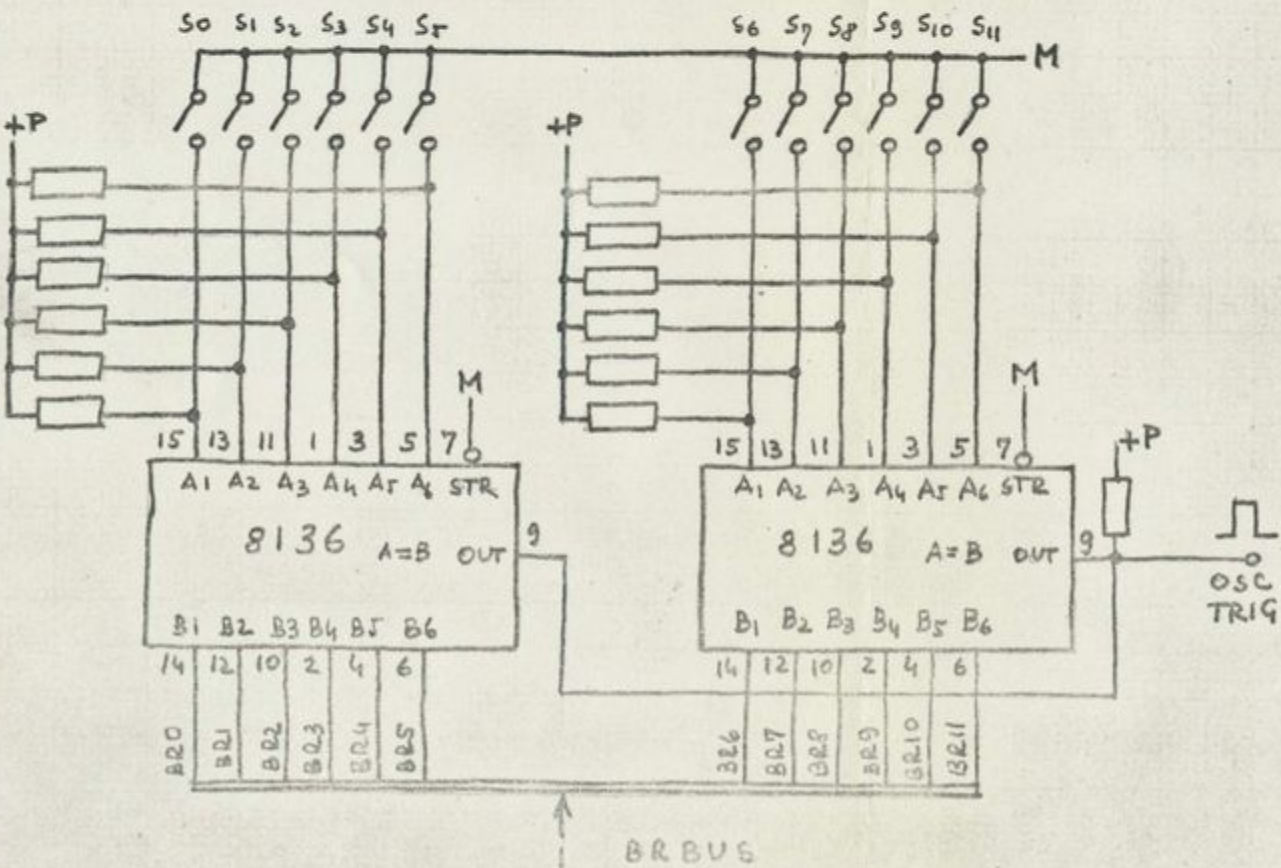 S0 S1 S2 S3 S4 S5 S6 S7 S8 S9 S10 S11
M
+P +P
M M
15 13 11 1 3 5 7 15 13 11 1 3 5 7 +P
A1 A2 A3 A4 A5 A6 STR A1 A2 A3 A4 A5 A6 STR
8136 A=B OUT 9 8136 A=B OUT 9
OSC
TRIG
B1 B2 B3 B4 B5 B6 B1 B2 B3 B4 B5 B6
14 12 10 2 4 6 14 12 10 2 4 6
BR0 BR1 BR2 BR3 BR4 BR5 BR6 BR7 BR8 BR9 BR10 BR11
BRBUS